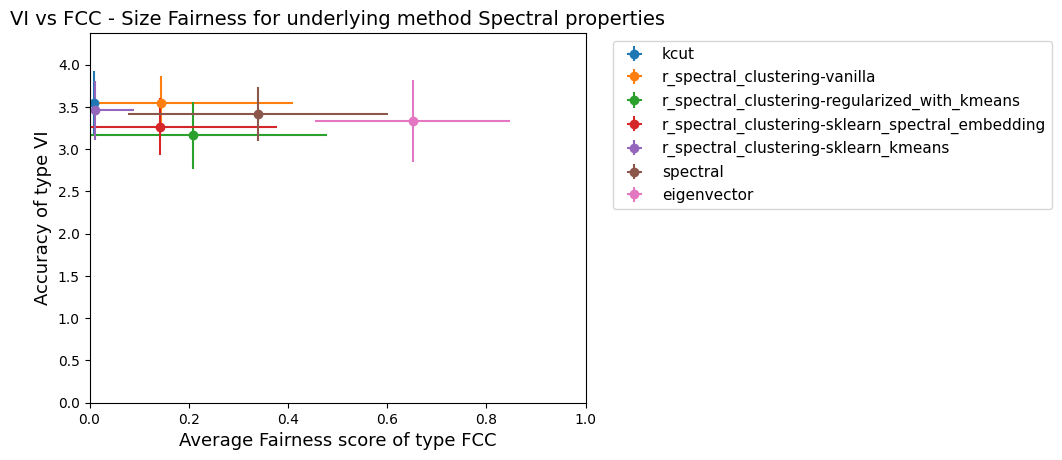 VI vs FCC - Size Fairness for underlying method Spectral properties
Accuracy of type VI
4.0
3.5
3.0
2.5
2.0
1.5
1.0
0.5
0.0
0.0 0.2 0.4 0.6 0.8 1.0
Average Fairness score of type FCC
kcut
r_spectral_clustering-vanilla
r_spectral_clustering-regularized_with_kmeans
r_spectral_clustering-sklearn_spectral_embedding
r_spectral_clustering-sklearn_kmeans
spectral
eigenvector